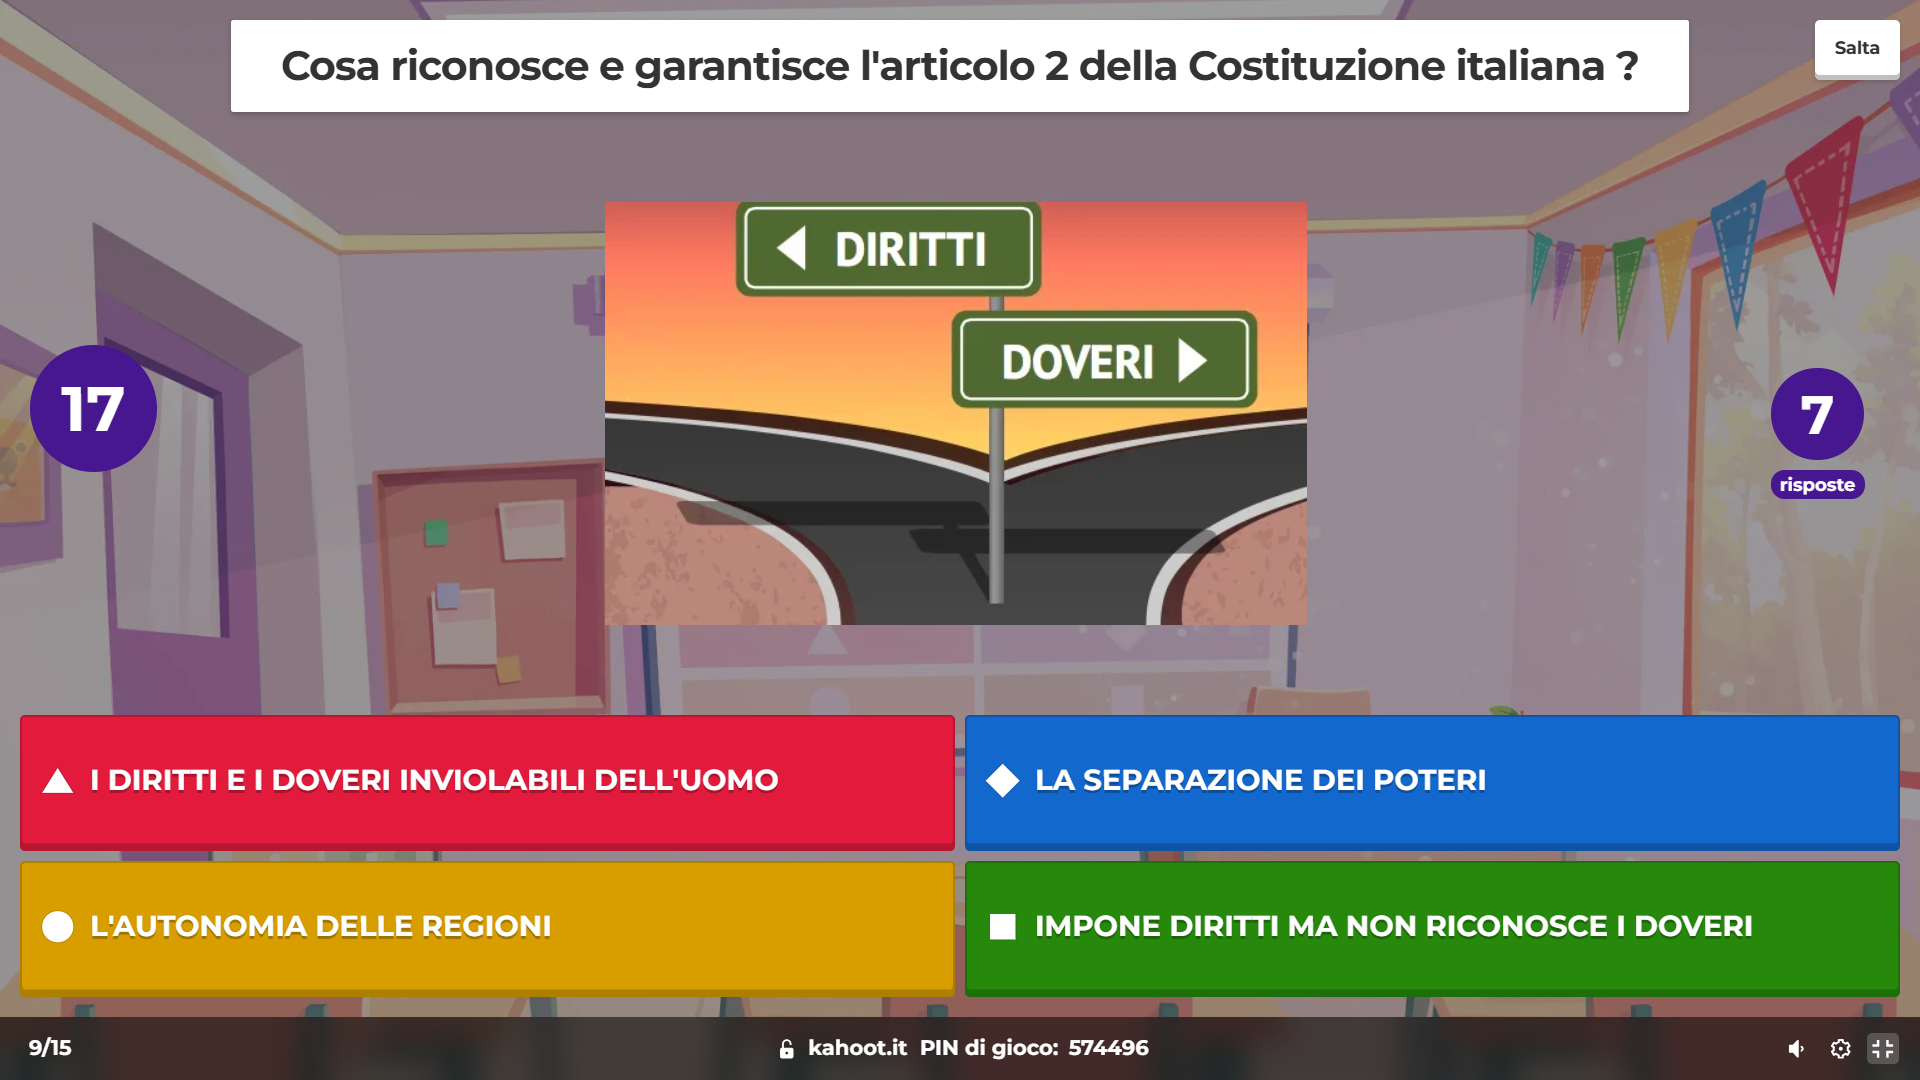 Cosa riconosce e garantisce l'articolo 2 della Costituzione italiana ?
Salta
DIRITTI
DOVERI
17
7
risposte
I DIRITTI E I DOVERI INVIOLABILI DELL'UOMO
LA SEPARAZIONE DEI POTERI
L'AUTONOMIA DELLE REGIONI
IMPONE DIRITTI MA NON RICONOSCE I DOVERI
9/15
kahoot.it PIN di gioco: 574496